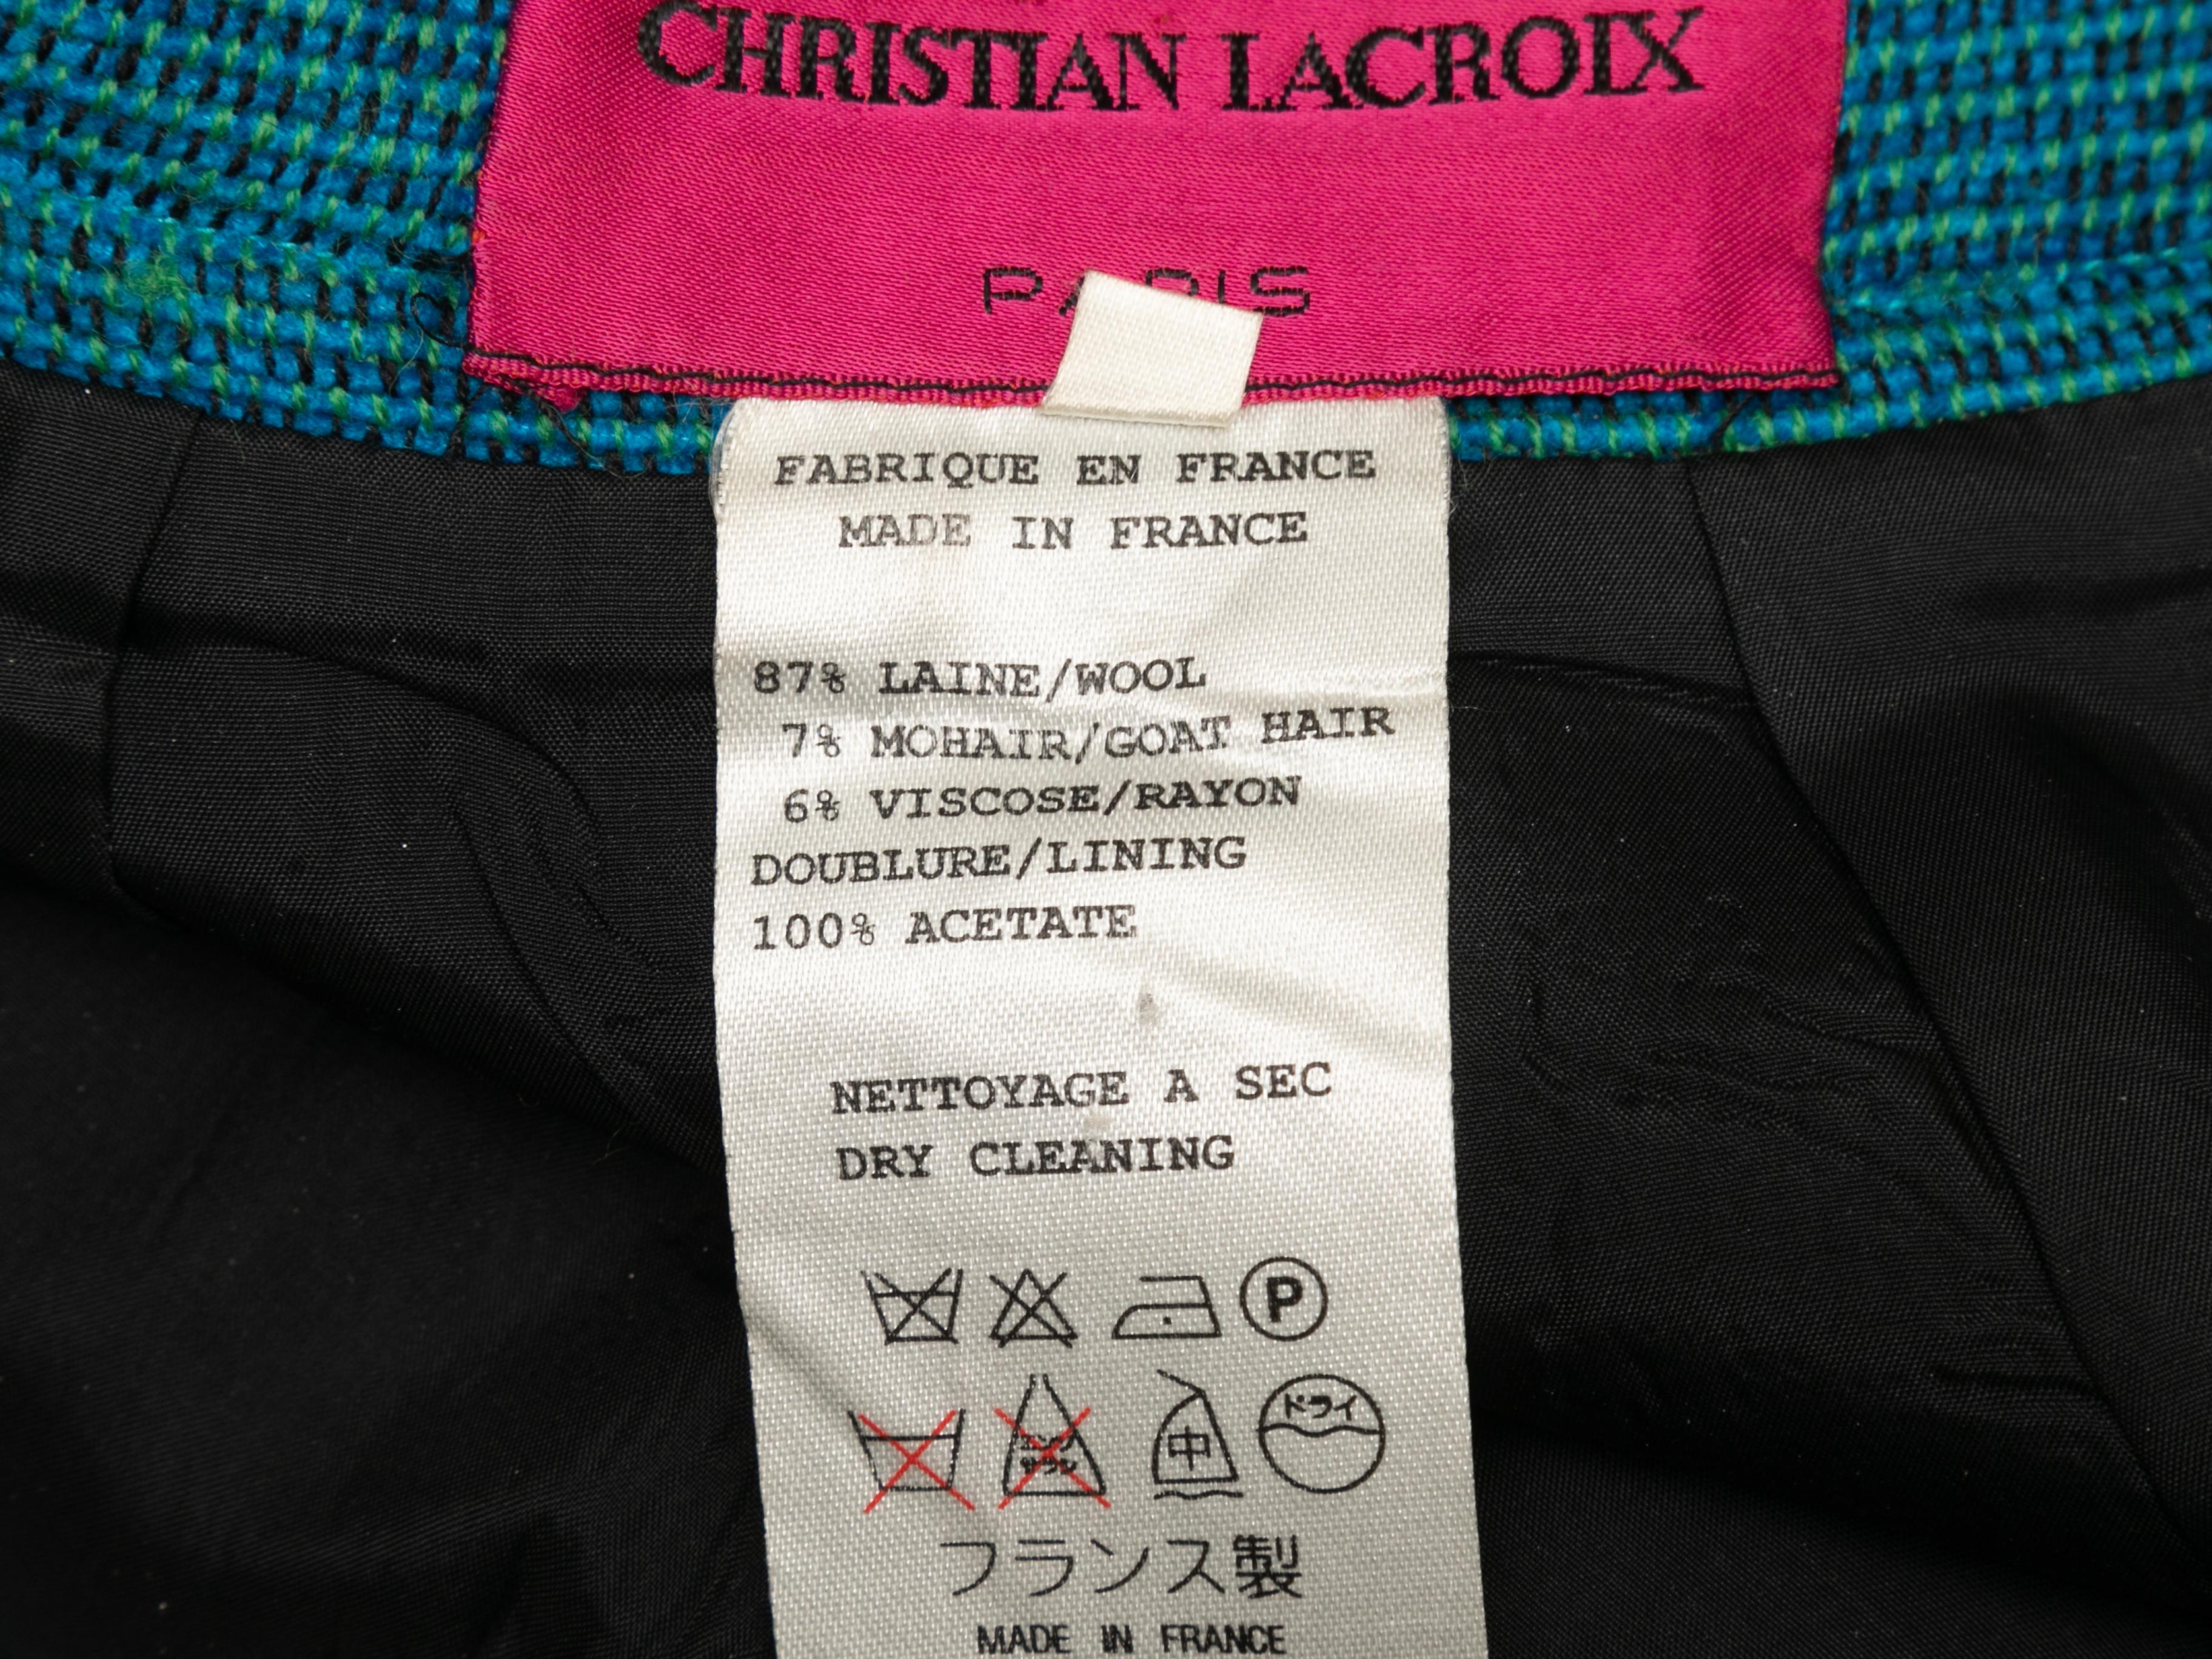 CHRISTIAN LACROIX
PARIS
FABRIQUE EN FRANCE
MADE IN FRANCE
87% LAINE/WOOL
7% MOHAIR/GOAT HAIR
6% VISCOSE/RAYON
DOUBLURE/LINING
100% ACETATE
NETTOYAGE A SEC
DRY CLEANING
P
中 ドライ
フランス製
MADE IN FRANCE